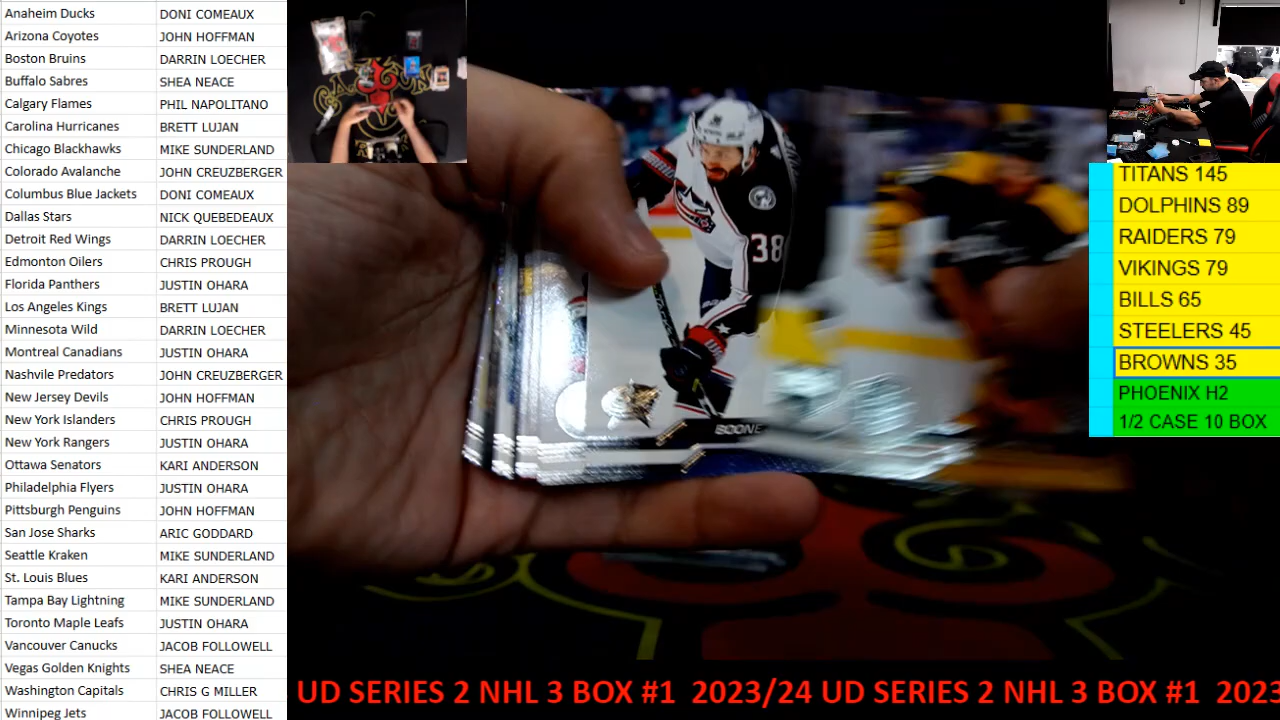 Anaheim Ducks DONI COMEAUX
Arizona Coyotes JOHN HOFFMAN
Boston Bruins DARRIN LOECHER
Buffalo Sabres SHEA NEACE
Calgary Flames PHIL NAPOLITANO
Carolina Hurricanes BRETT LUJAN
Chicago Blackhawks MIKE SUNDERLAND
Colorado Avalanche JOHN CREUZBERGER
Columbus Blue Jackets DONI COMEAUX
Dallas Stars NICK QUEBEDEAUX
Detroit Red Wings DARRIN LOECHER
Edmonton Oilers CHRIS PROUGH
Florida Panthers JUSTIN OHARA
Los Angeles Kings BRETT LUJAN
Minnesota Wild DARRIN LOECHER
Montreal Canadians JUSTIN OHARA
Nashvile Predators JOHN CREUZBERGER
New Jersey Devils JOHN HOFFMAN
New York Islanders CHRIS PROUGH
New York Rangers JUSTIN OHARA
Ottawa Senators KARI ANDERSON
Philadelphia Flyers JUSTIN OHARA
Pittsburgh Penguins JOHN HOFFMAN
San Jose Sharks ARIC GODDARD
Seattle Kraken MIKE SUNDERLAND
St. Louis Blues KARI ANDERSON
Tampa Bay Lightning MIKE SUNDERLAND
Toronto Maple Leafs JUSTIN OHARA
Vancouver Canucks JACOB FOLLOWELL
Vegas Golden Knights SHEA NEACE
Washington Capitals CHRIS G MILLER
Winnipeg Jets JACOB FOLLOWELL
38
BOONE
TITANS 145
DOLPHINS 89
RAIDERS 79
VIKINGS 79
BILLS 65
STEELERS 45
BROWNS 35
PHOENIX H2
1/2 CASE 10 BOX
UD SERIES 2 NHL 3 BOX #1 2023/24 UD SERIES 2 NHL 3 BOX #1 2023